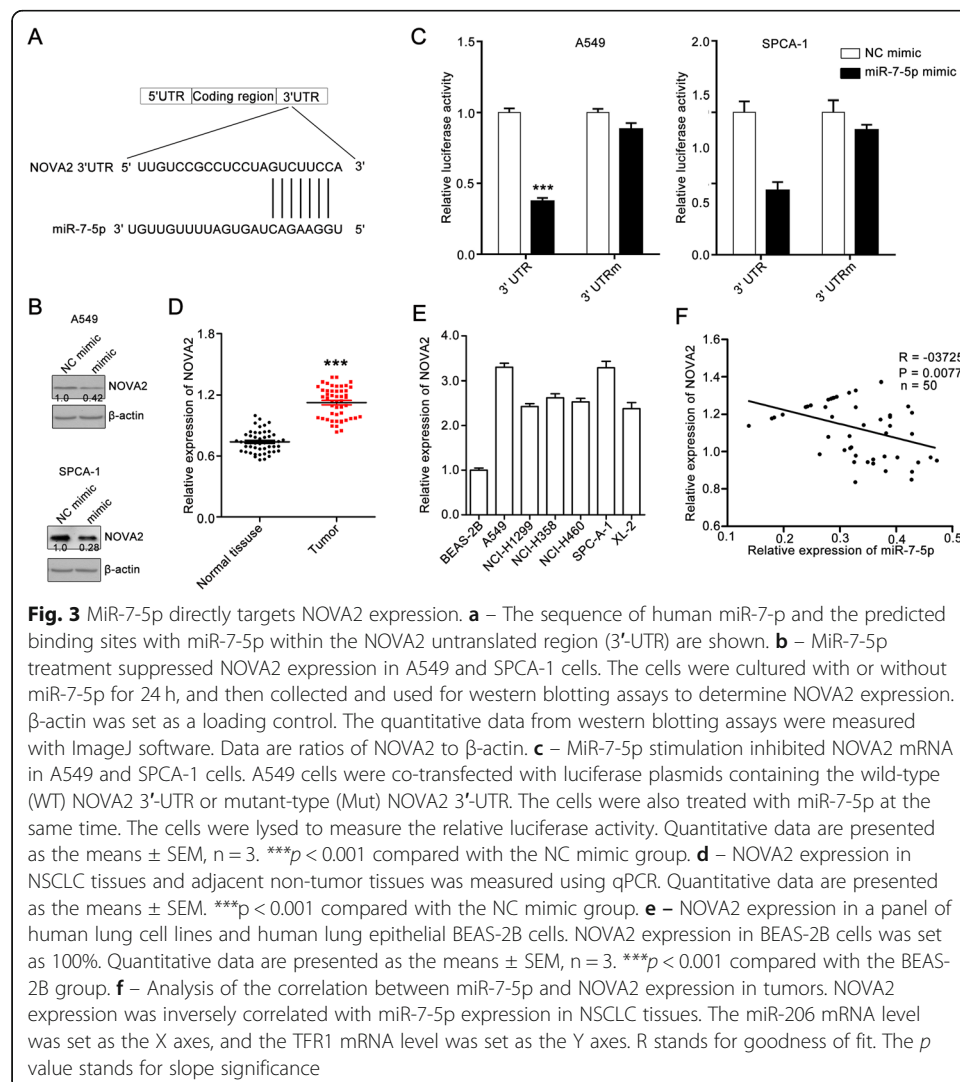 A
5'UTR Coding region 3'UTR
NOVA2 3'UTR 5' UUGUCCGCCUCCUAGUCUUCCA 3'
miR-7-5p 3' UGUUGUUUUAGUGAUCAGAAGGU 5'
C
A549
Relative luciferase activity
1.5
1.0
0.5
0.0
***
3' UTR
3' UTRm
SPCA-1
Relative luciferase activity
2.0
1.5
1.0
0.5
0.0
3' UTR
3' UTRm
NC mimic
miR-7-5p mimic
B
A549
NC mimic
mimic
NOVA2
1.0 0.42
β-actin
SPCA-1
NC mimic
mimic
NOVA2
1.0 0.28
β-actin
D
Relative expression of NOVA2
1.8
1.2
0.6
0.0
***
Normal tissuse
Tumor
E
Relative expression of NOVA2
4.0
3.0
2.0
1.0
0.0
BEAS-2B
A549
NCI-H1299
NCI-H358
NCI-H460
SPC-A-1
XL-2
F
Relative expression of NOVA2
1.6
1.4
1.2
1.0
0.8
0.6
R = -03725
P = 0.0077
n = 50
0.1 0.2 0.3 0.4 0.5
Relative expression of miR-7-5p
Fig. 3 MiR-7-5p directly targets NOVA2 expression. a – The sequence of human miR-7-p and the predicted
binding sites with miR-7-5p within the NOVA2 untranslated region (3′-UTR) are shown. b – MiR-7-5p
treatment suppressed NOVA2 expression in A549 and SPCA-1 cells. The cells were cultured with or without
miR-7-5p for 24 h, and then collected and used for western blotting assays to determine NOVA2 expression.
β-actin was set as a loading control. The quantitative data from western blotting assays were measured
with ImageJ software. Data are ratios of NOVA2 to β-actin. c – MiR-7-5p stimulation inhibited NOVA2 mRNA
in A549 and SPCA-1 cells. A549 cells were co-transfected with luciferase plasmids containing the wild-type
(WT) NOVA2 3′-UTR or mutant-type (Mut) NOVA2 3′-UTR. The cells were also treated with miR-7-5p at the
same time. The cells were lysed to measure the relative luciferase activity. Quantitative data are presented
as the means ± SEM, n = 3. ***p < 0.001 compared with the NC mimic group. d – NOVA2 expression in
NSCLC tissues and adjacent non-tumor tissues was measured using qPCR. Quantitative data are presented
as the means ± SEM. ***p < 0.001 compared with the NC mimic group. e – NOVA2 expression in a panel of
human lung cell lines and human lung epithelial BEAS-2B cells. NOVA2 expression in BEAS-2B cells was set
as 100%. Quantitative data are presented as the means ± SEM, n = 3. ***p < 0.001 compared with the BEAS-
2B group. f – Analysis of the correlation between miR-7-5p and NOVA2 expression in tumors. NOVA2
expression was inversely correlated with miR-7-5p expression in NSCLC tissues. The miR-206 mRNA level
was set as the X axes, and the TFR1 mRNA level was set as the Y axes. R stands for goodness of fit. The p
value stands for slope significance